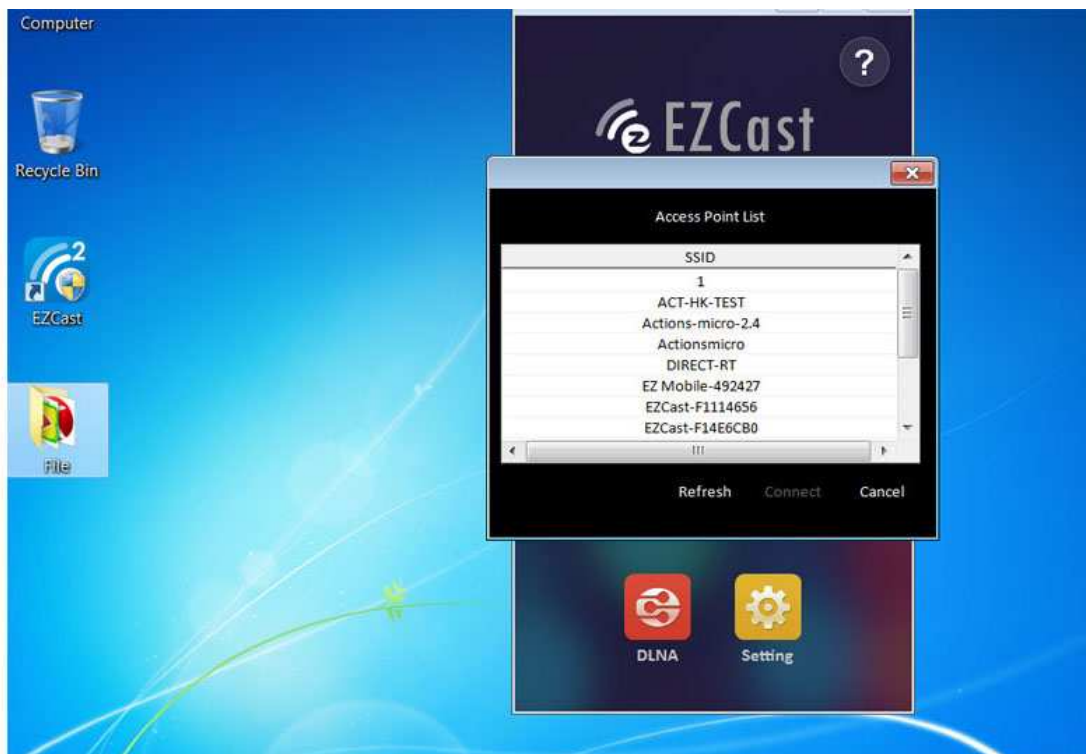 Computer
Recycle Bin
2
EZCast
File
?
EZCast
Access Point List
SSID
1
ACT-HK-TEST
Actions-micro-2.4
Actionsmicro
DIRECT-RT
EZ Mobile-492427
EZCast-F1114656
EZCast-F14E6CB0
Refresh Connect Cancel
DLNA Setting